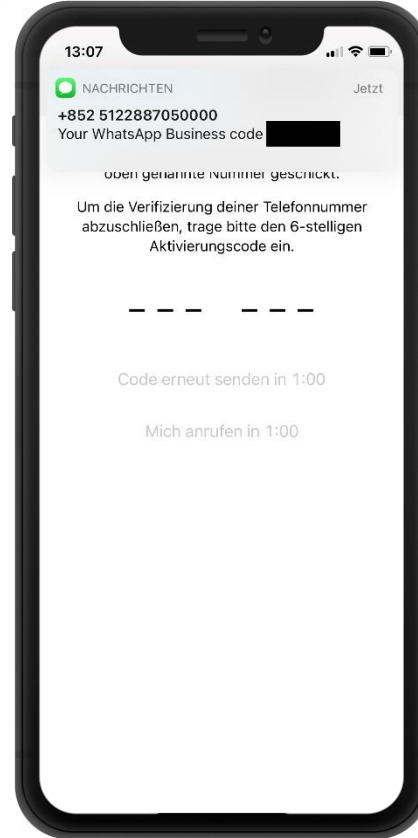 13:07
NACHRICHTEN Jetzt
+852 5122887050000
Your WhatsApp Business code
oben genannte Nummer geschickt.
Um die Verifizierung deiner Telefonnummer
abzuschließen, trage bitte den 6-stelligen
Aktivierungscode ein.
Code erneut senden in 1:00
Mich anrufen in 1:00